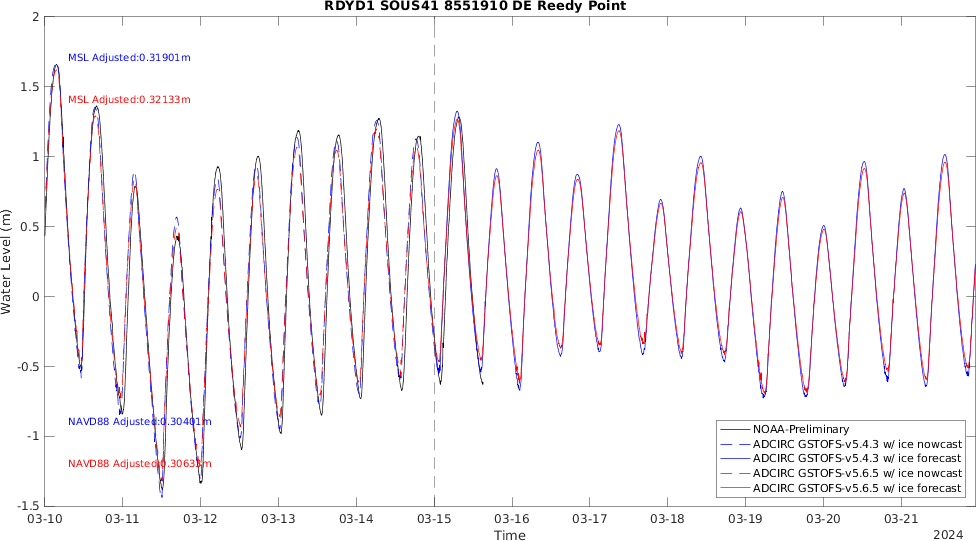 RDYD1 SOUS41 8551910 DE Reedy Point
2
1.5
1
0.5
0
-0.5
-1
-1.5
Water Level (m)
MSL Adjusted:0.31901m
MSL Adjusted:0.32133m
NAVD88 Adjusted:0.30401m
NAVD88 Adjusted:0.30633m
NOAA-Preliminary
ADCIRC GSTOFS-v5.4.3 w/ ice nowcast
ADCIRC GSTOFS-v5.4.3 w/ ice forecast
ADCIRC GSTOFS-v5.6.5 w/ ice nowcast
ADCIRC GSTOFS-v5.6.5 w/ ice forecast
03-10 03-11 03-12 03-13 03-14 03-15 03-16 03-17 03-18 03-19 03-20 03-21
Time
2024